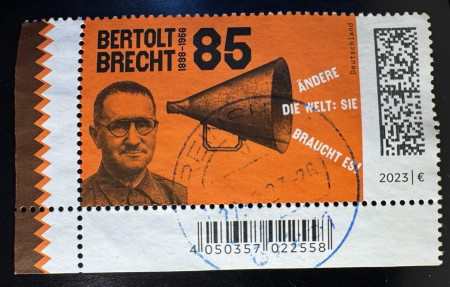 BERTOLT
BRECHT
1898-1956
85
ÄNDERE
DIE WELT: SIE
BRAUCHT ES!
Deutschland
2023 | €
4 050357 022558